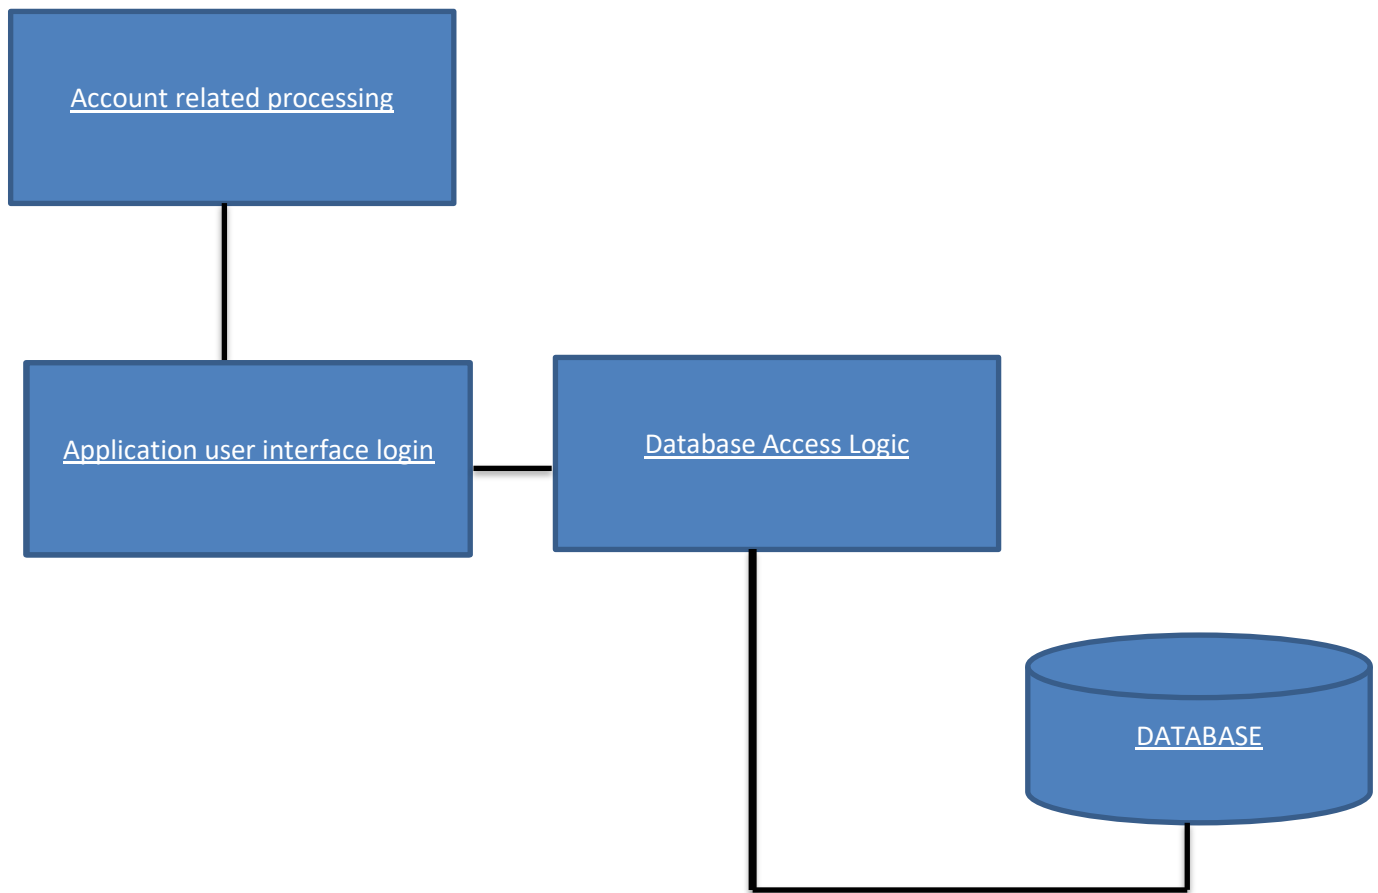 Account related processing
Application user interface login
Database Access Logic
DATABASE